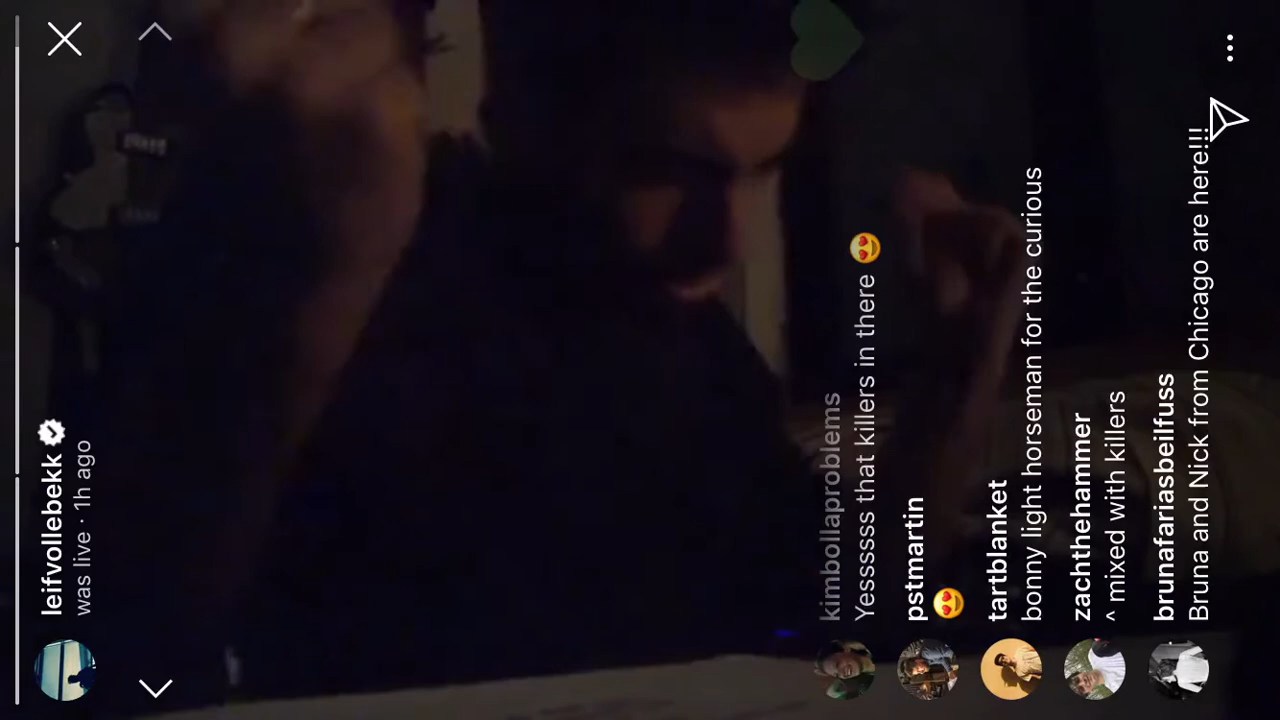 leifvollebekk
was live · 1h ago
kimbollaproblems
Yesssssss that killers in there 😍
pstmartin
😍
tartblanket
bonny light horseman for the curious
zachthehammer
^ mixed with killers
brunafariasbeilfuss
Bruna and Nick from Chicago are here!!!